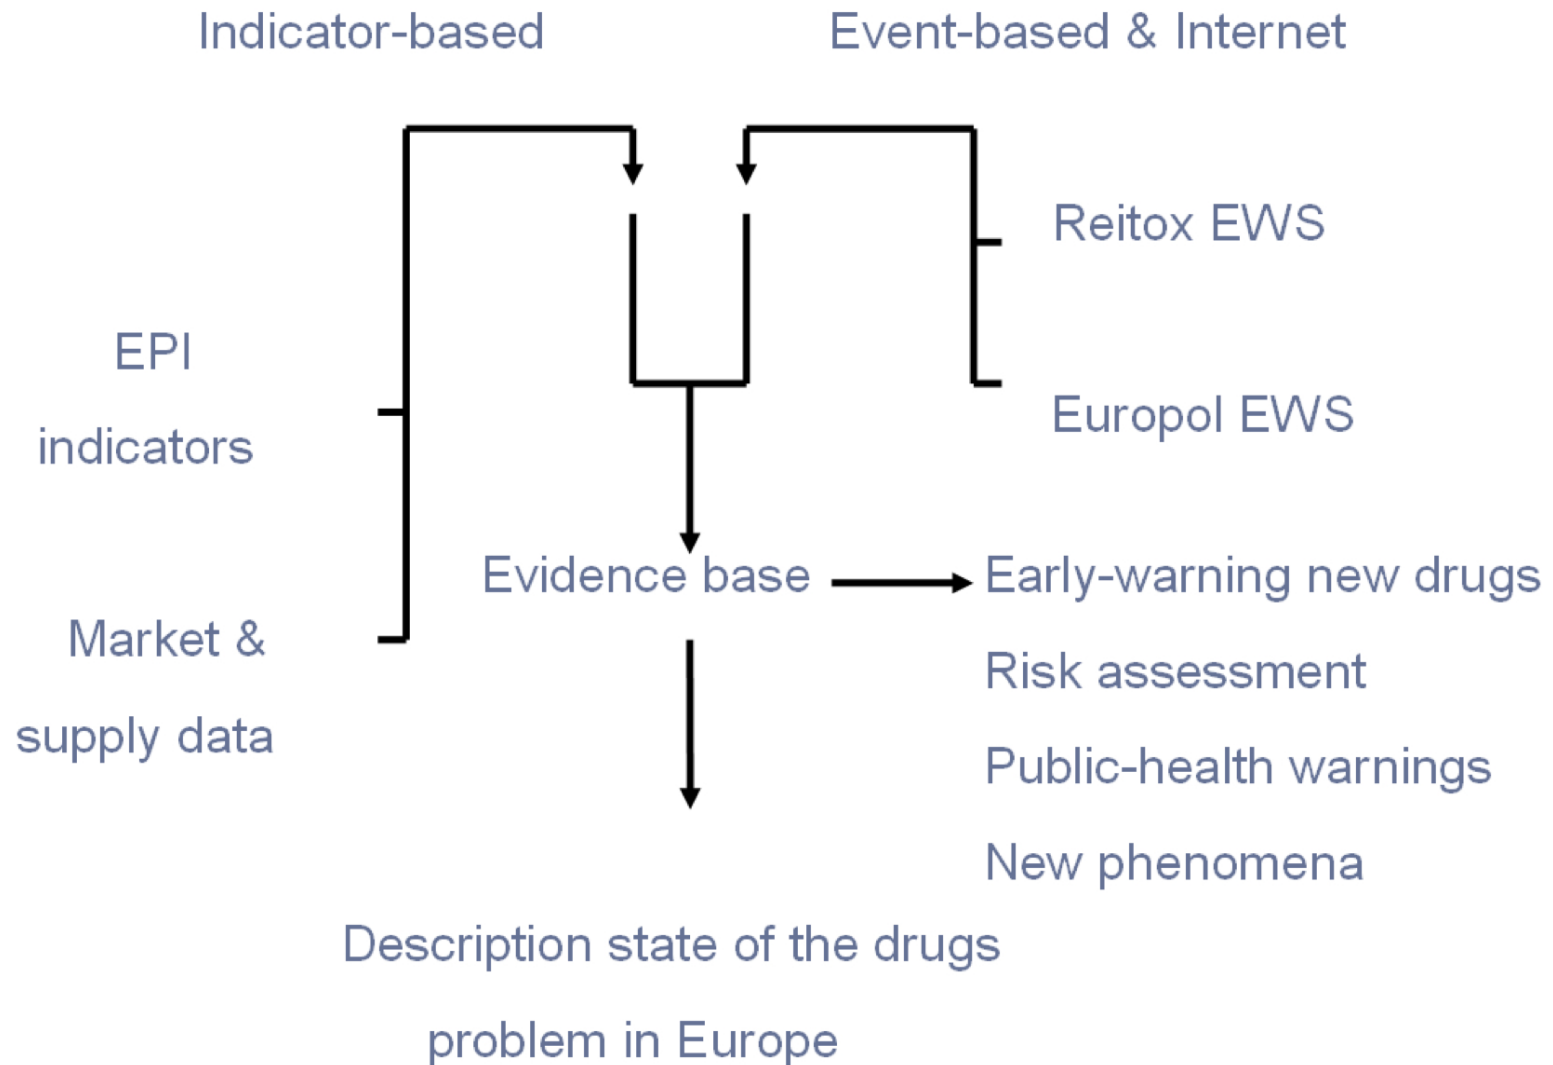 Indicator-based
Event-based & Internet
Reitox EWS
EPI
indicators
Europol EWS
Evidence base
Early-warning new drugs
Market &
supply data
Risk assessment
Public-health warnings
New phenomena
Description state of the drugs
problem in Europe